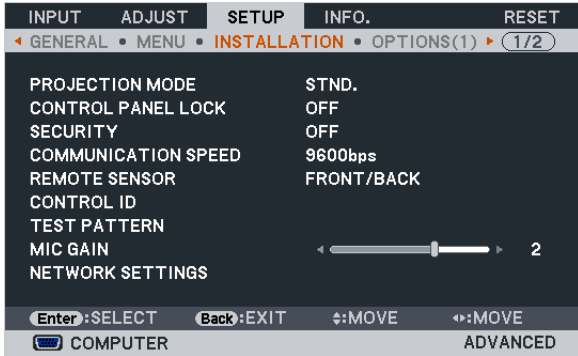 INPUT ADJUST SETUP INFO. RESET
GENERAL • MENU • INSTALLATION • OPTIONS(1) 1/2
PROJECTION MODE STND.
CONTROL PANEL LOCK OFF
SECURITY OFF
COMMUNICATION SPEED 9600bps
REMOTE SENSOR FRONT/BACK
CONTROL ID
TEST PATTERN
MIC GAIN 2
NETWORK SETTINGS
Enter:SELECT Back:EXIT :MOVE :MOVE
COMPUTER ADVANCED